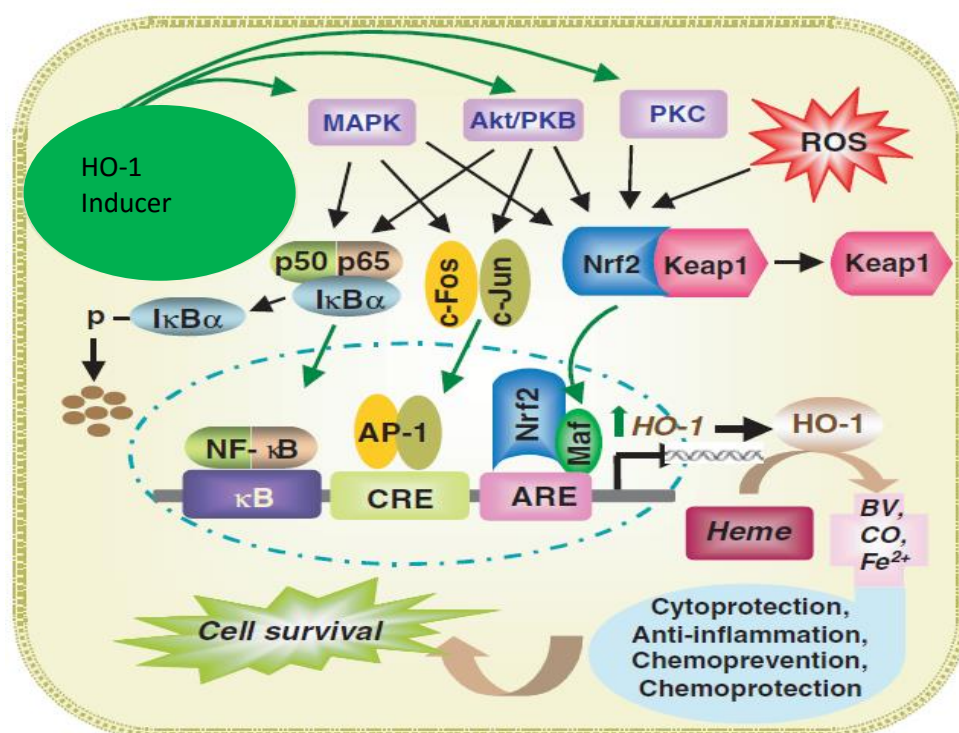 HO-1
Inducer
MAPK
Akt/PKB
PKC
ROS
p50 p65
IκBα
p
IκBα
c-Fos
c-Jun
Nrf2
Keap1
Keap1
NF- κB
AP-1
Nrf2
Maf
HO-1
HO-1
κB
CRE
ARE
Heme
BV,
CO,
Fe²⁺
Cell survival
Cytoprotection,
Anti-inflammation,
Chemoprevention,
Chemoprotection